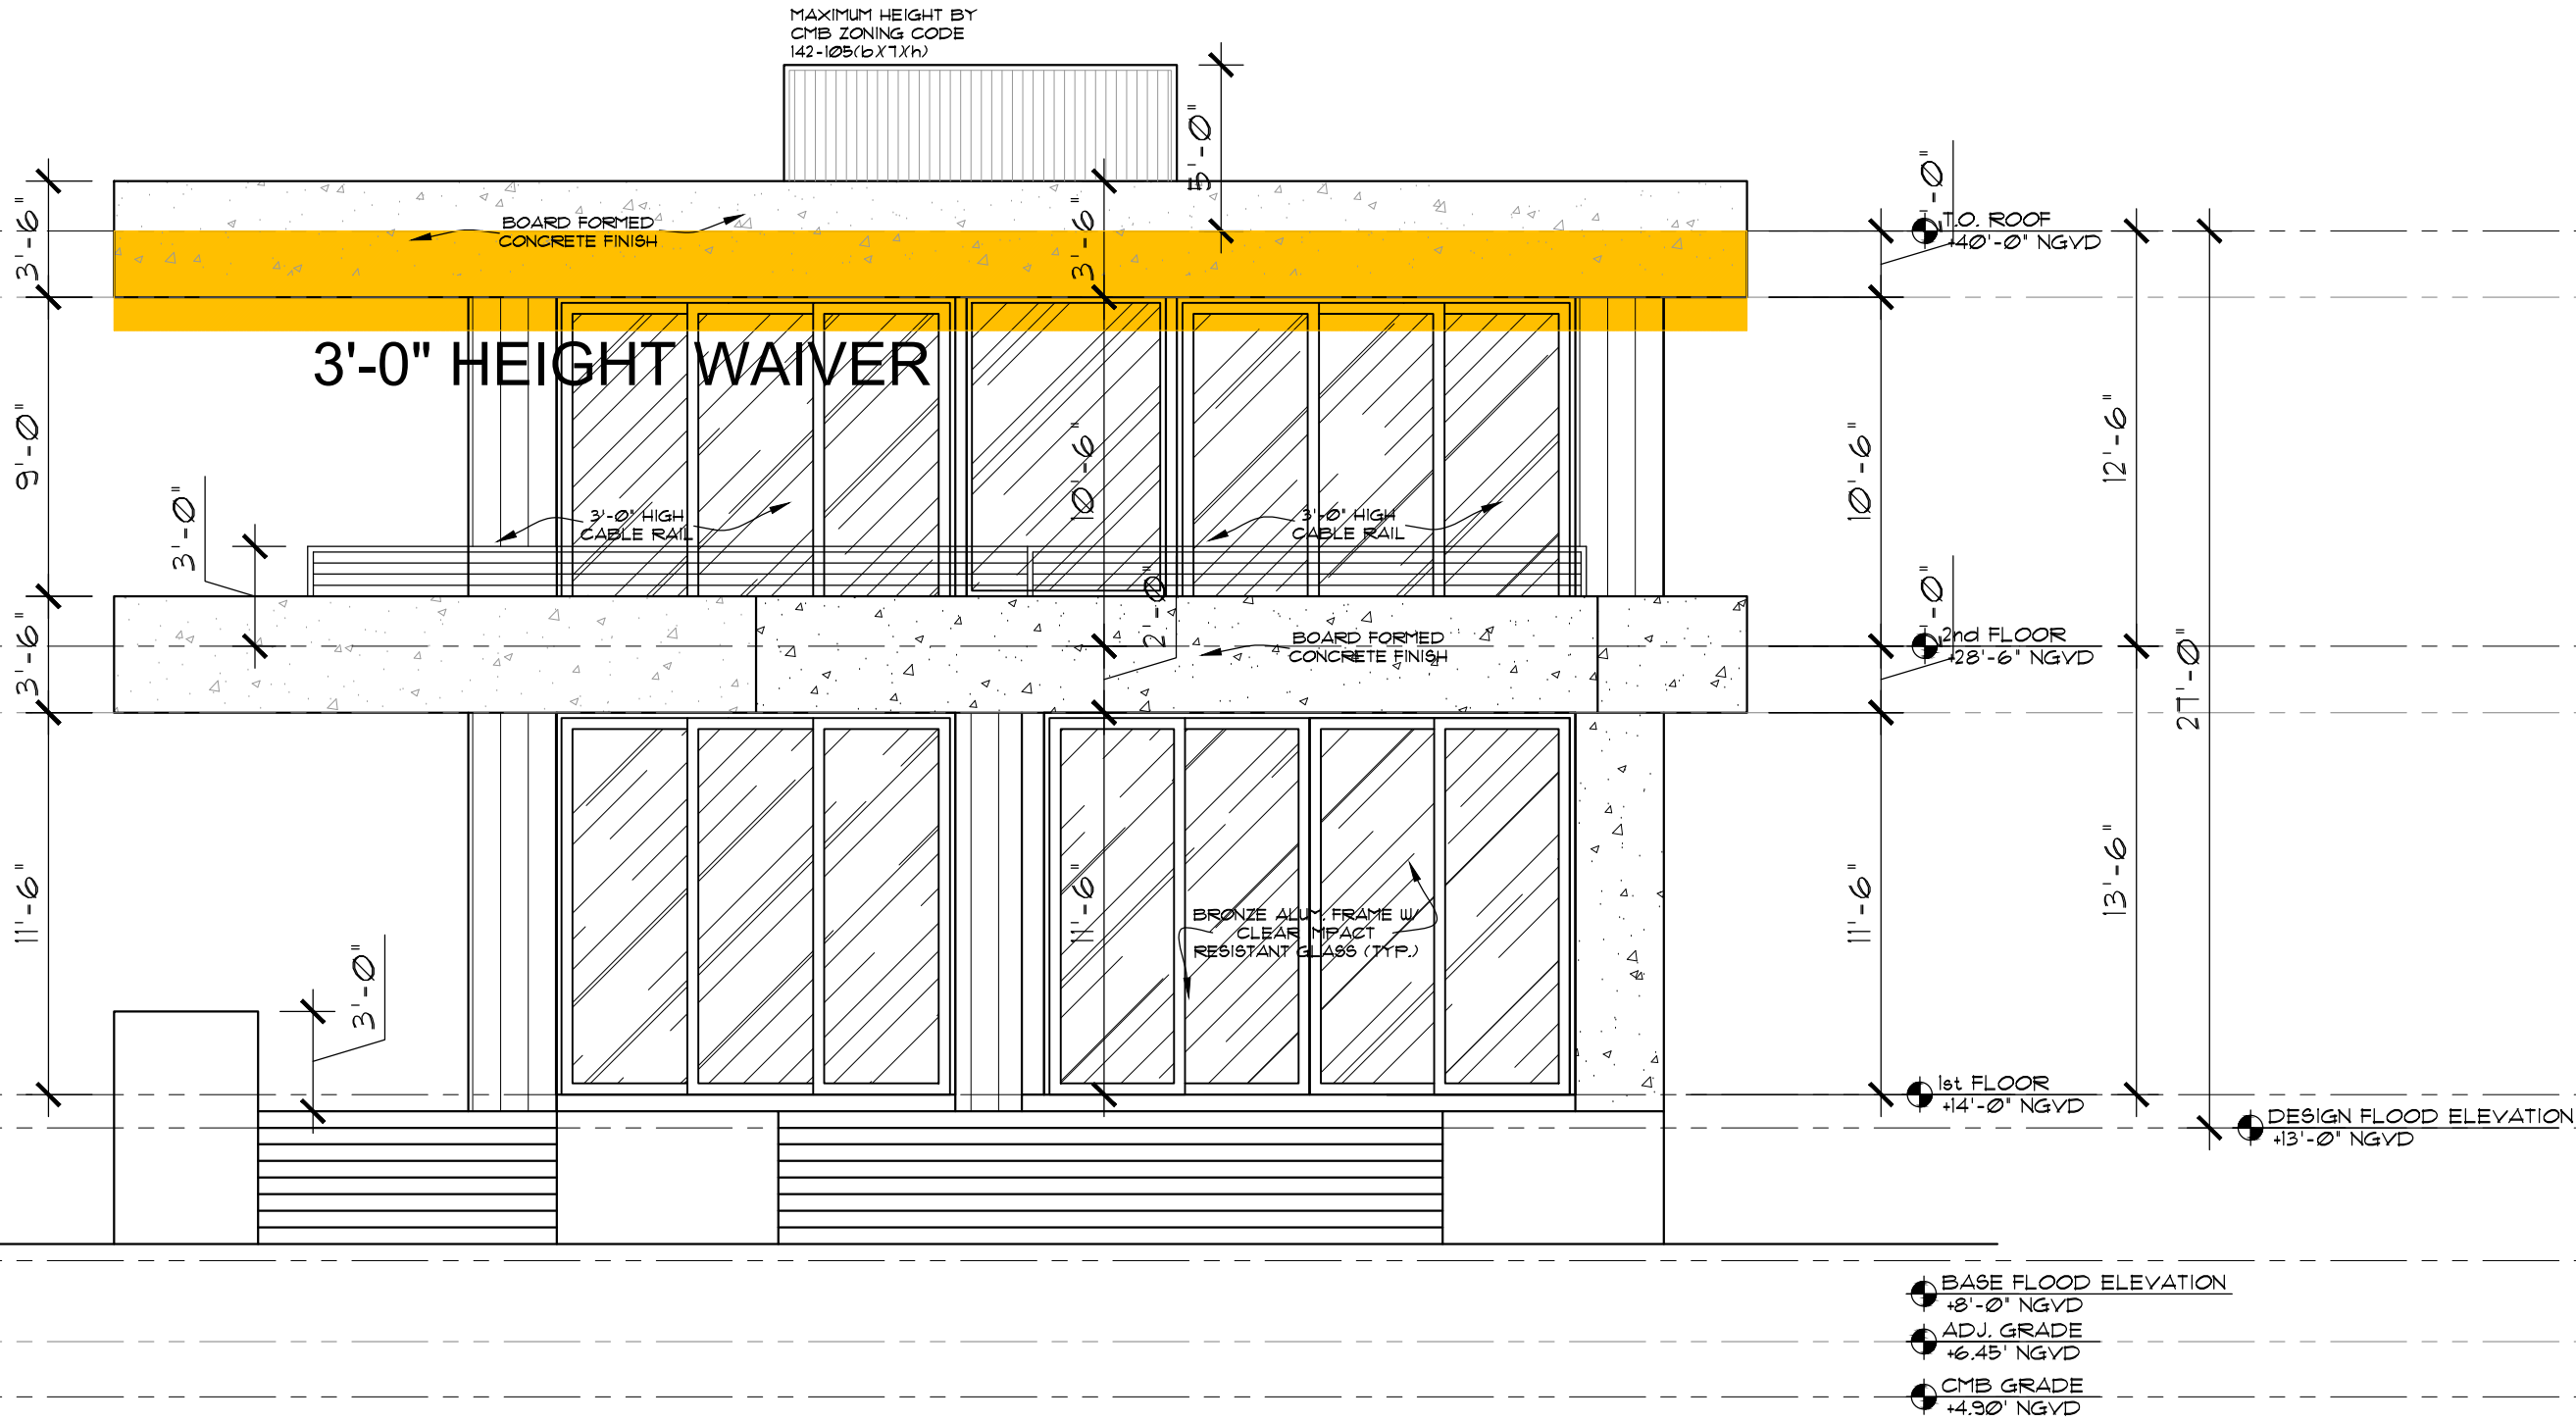 MAXIMUM HEIGHT BY
CMB ZONING CODE
142-105(b)(7)(h)
5'-0"
3'-6"
BOARD FORMED
CONCRETE FINISH
3'-6"
2'-0"
T.O. ROOF
+40'-0" NGVD
3'-0" HEIGHT WAIVER
9'-0"
10'-6"
10'-6"
12'-6"
3'-0"
3'-0" HIGH
CABLE RAIL
3'-0" HIGH
CABLE RAIL
3'-6"
2'-0"
BOARD FORMED
CONCRETE FINISH
2nd FLOOR
+28'-6" NGVD
27'-0"
11'-6"
11'-6"
11'-6"
13'-6"
BRONZE ALUM. FRAME W/
CLEAR IMPACT
RESISTANT GLASS (TYP.)
3'-0"
1st FLOOR
+14'-0" NGVD
DESIGN FLOOD ELEVATION
+13'-0" NGVD
BASE FLOOD ELEVATION
+8'-0" NGVD
ADJ. GRADE
+6.45' NGVD
CMB GRADE
+4.90' NGVD